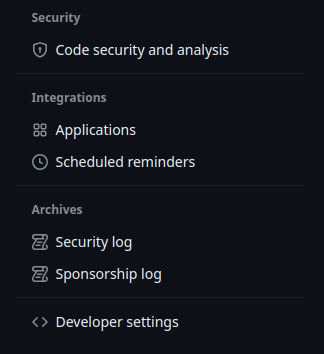 Security
Code security and analysis
Integrations
Applications
Scheduled reminders
Archives
Security log
Sponsorship log
Developer settings